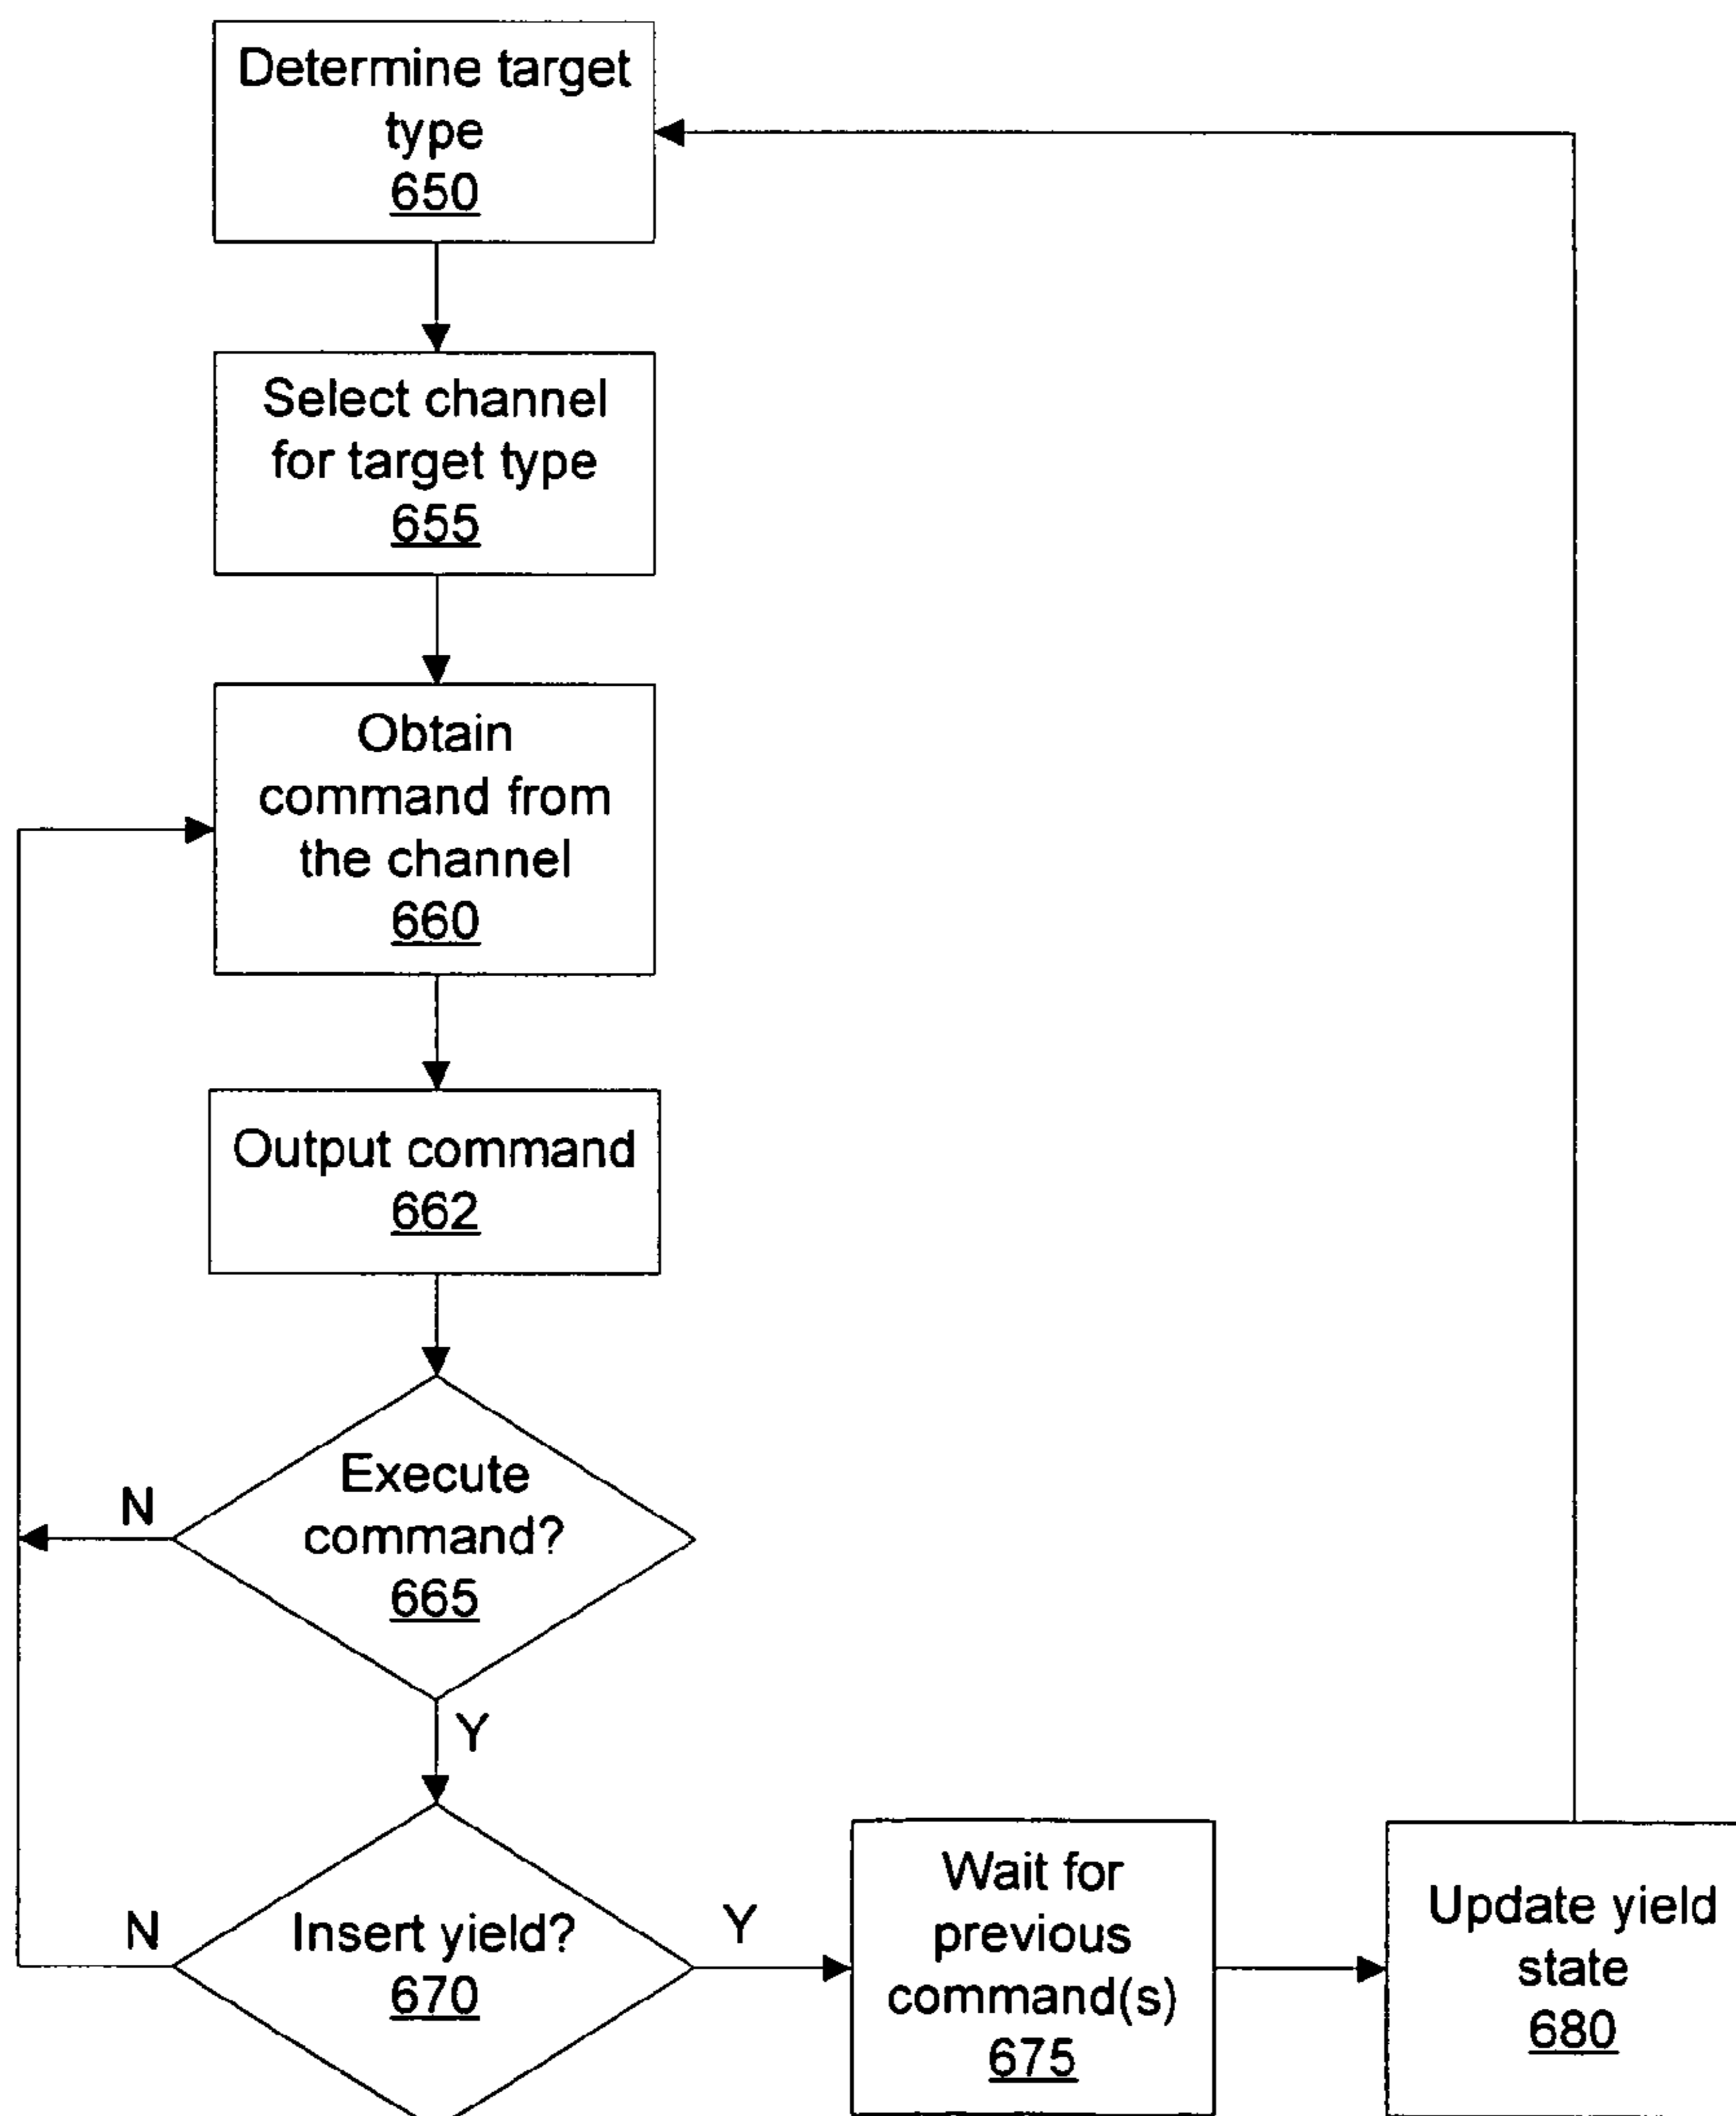 Determine target
type
650
Select channel
for target type
655
Obtain
command from
the channel
660
Output command
662
Execute
command?
665
N
Y
Insert yield?
670
N
Y
Wait for
previous
command(s)
675
Update yield
state
680